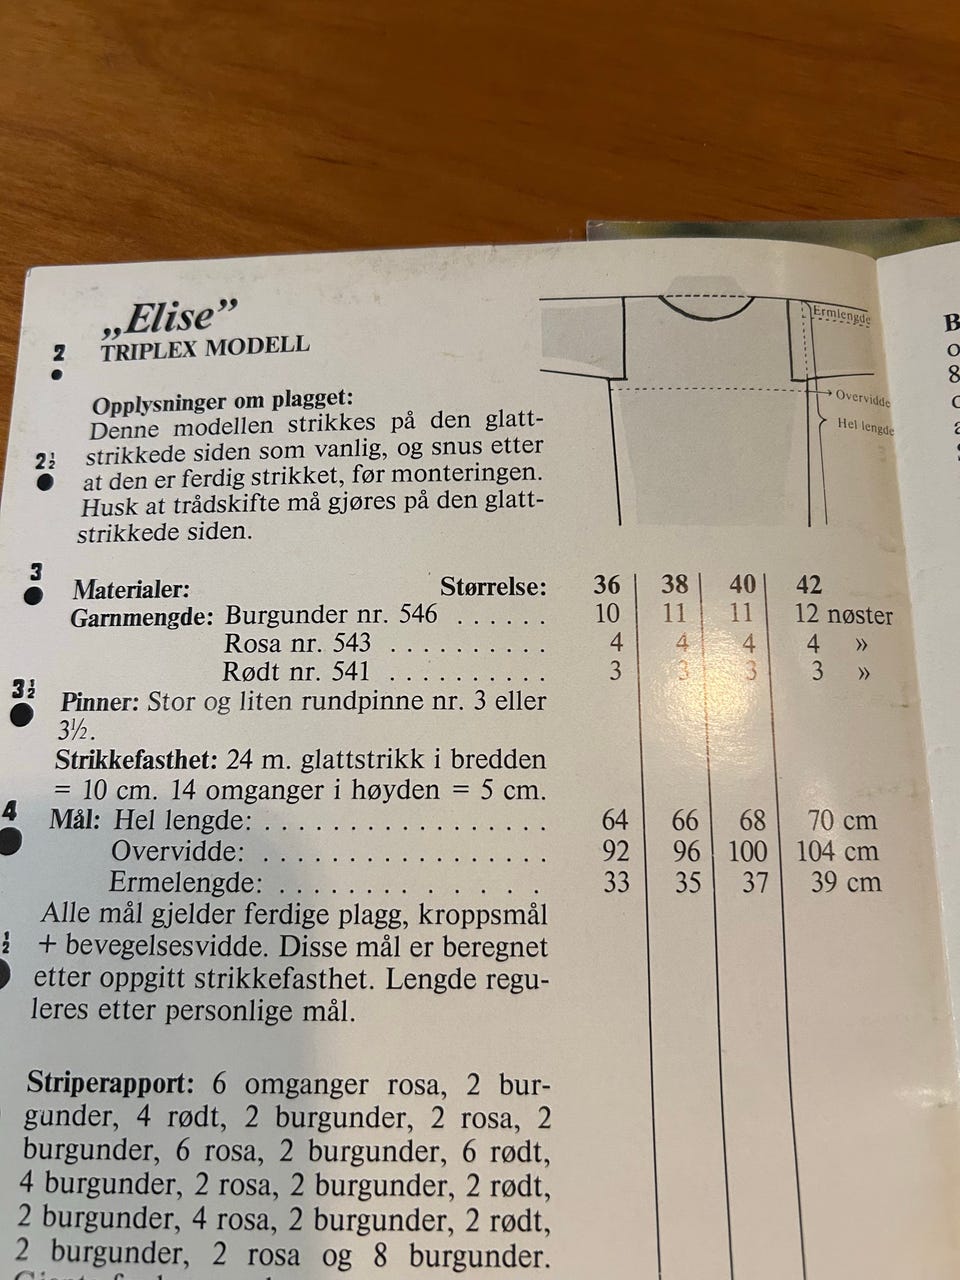 „Elise”
TRIPLEX MODELL
Opplysninger om plagget:
Denne modellen strikkes på den glatt-
strikkede siden som vanlig, og snus etter
at den er ferdig strikket, før monteringen.
Husk at trådskifte må gjøres på den glatt-
strikkede siden.
Ermlengde
Overvidde
Hel lengde
2
2½
3
3½
4
½
Materialer: Størrelse: 36 38 40 42
Garnmengde: Burgunder nr. 546 ...... 10 11 11 12 nøster
Rosa nr. 543 .......... 4 4 4 4 »
Rødt nr. 541 .......... 3 3 3 3 »
Pinner: Stor og liten rundpinne nr. 3 eller
3½.
Strikkefasthet: 24 m. glattstrikk i bredden
= 10 cm. 14 omganger i høyden = 5 cm.
Mål: Hel lengde: .................. 64 66 68 70 cm
Overvidde: .................. 92 96 100 104 cm
Ermelengde: .............. 33 35 37 39 cm
Alle mål gjelder ferdige plagg, kroppsmål
+ bevegelsesvidde. Disse mål er beregnet
etter oppgitt strikkefasthet. Lengde regu-
leres etter personlige mål.
Striperapport: 6 omganger rosa, 2 bur-
gunder, 4 rødt, 2 burgunder, 2 rosa, 2
burgunder, 6 rosa, 2 burgunder, 6 rødt,
4 burgunder, 2 rosa, 2 burgunder, 2 rødt,
2 burgunder, 4 rosa, 2 burgunder, 2 rødt,
2 burgunder, 2 rosa og 8 burgunder.
B
o
8